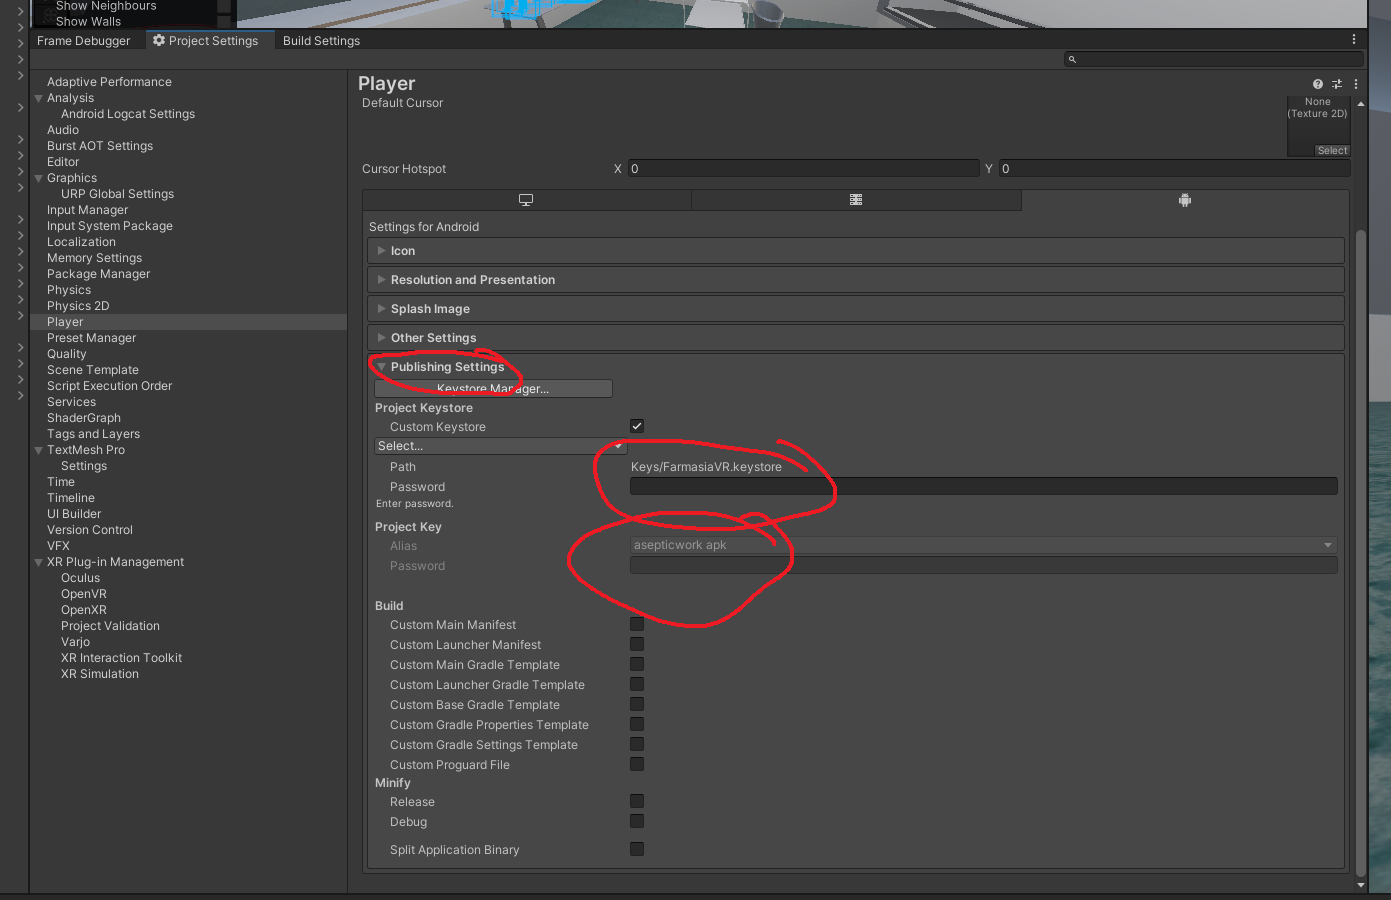 Show Neighbours
Show Walls
Frame Debugger
Project Settings
Build Settings
Adaptive Performance
Analysis
Android Logcat Settings
Audio
Burst AOT Settings
Editor
Graphics
URP Global Settings
Input Manager
Input System Package
Localization
Memory Settings
Package Manager
Physics
Physics 2D
Player
Preset Manager
Quality
Scene Template
Script Execution Order
Services
ShaderGraph
Tags and Layers
TextMesh Pro
Settings
Time
Timeline
UI Builder
Version Control
VFX
XR Plug-in Management
Oculus
OpenVR
OpenXR
Project Validation
Varjo
XR Interaction Toolkit
XR Simulation
Player
Default Cursor
None
(Texture 2D)
Select
Cursor Hotspot X 0 Y 0
Settings for Android
Icon
Resolution and Presentation
Splash Image
Other Settings
Publishing Settings
Keystore Manager...
Project Keystore
Custom Keystore
Select...
Path Keys/FarmasiaVR.keystore
Password
Enter password.
Project Key
Alias asepticwork apk
Password
Build
Custom Main Manifest
Custom Launcher Manifest
Custom Main Gradle Template
Custom Launcher Gradle Template
Custom Base Gradle Template
Custom Gradle Properties Template
Custom Gradle Settings Template
Custom Proguard File
Minify
Release
Debug
Split Application Binary